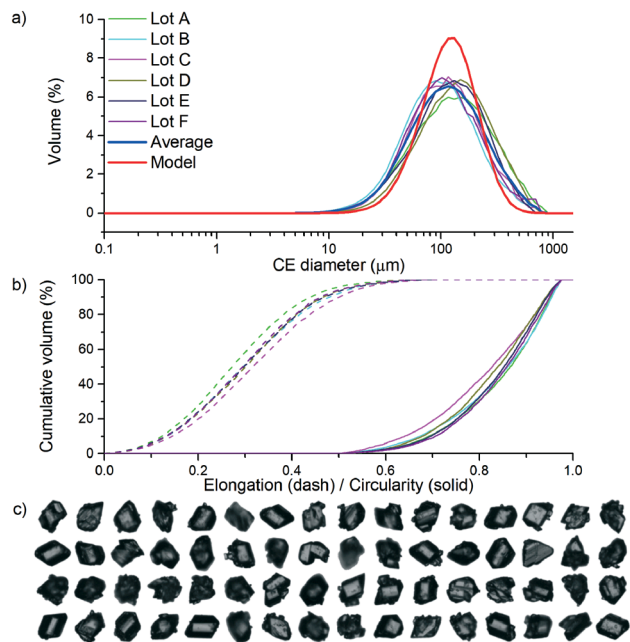 a)
Lot A
Lot B
Lot C
Lot D
Lot E
Lot F
Average
Model
Volume (%)
10
8
6
4
2
0
0.1 1 10 100 1000
CE diameter (μm)
b)
Cumulative volume (%)
100
80
60
40
20
0
0.0 0.2 0.4 0.6 0.8 1.0
Elongation (dash) / Circularity (solid)
c)